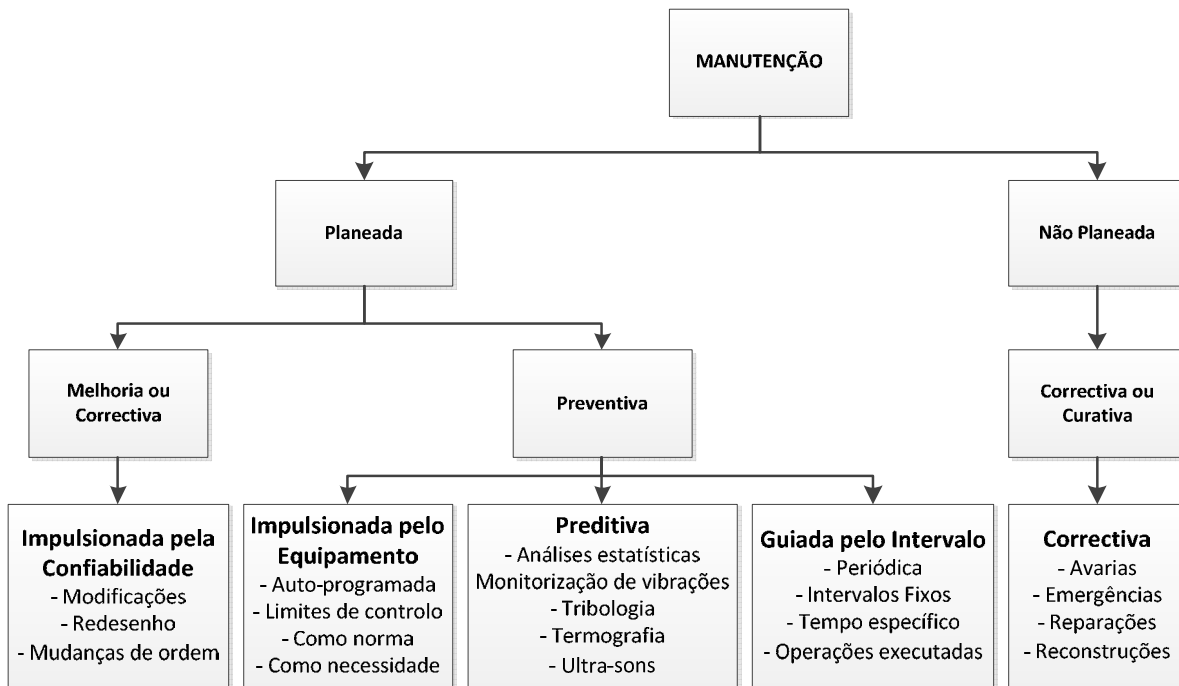 MANUTENÇÃO
Planeada
Não Planeada
Melhoria ou
Correctiva
Preventiva
Correctiva ou
Curativa
Impulsionada pela
Confiabilidade
- Modificações
- Redesenho
- Mudanças de ordem
Impulsionada pelo
Equipamento
- Auto-programada
- Limites de controlo
- Como norma
- Como necessidade
Preditiva
- Análises estatísticas
Monitorização de vibrações
- Tribologia
- Termografia
- Ultra-sons
Guiada pelo Intervalo
- Periódica
- Intervalos Fixos
- Tempo específico
- Operações executadas
Correctiva
- Avarias
- Emergências
- Reparações
- Reconstruções